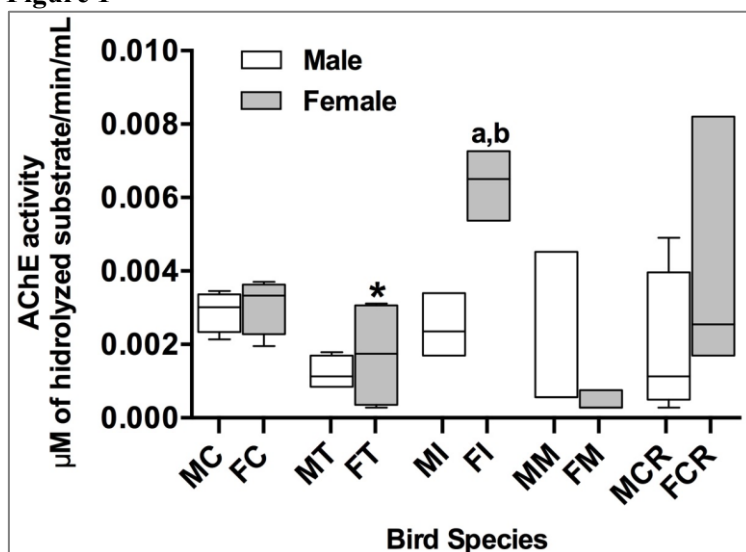 Figure 1
0.010
0.008
0.006
0.004
0.002
0.000
AChE activity
µM of hidrolyzed substrate/min/mL
Male
Female
a,b
*
MC FC MT FT MI FI MM FM MCR FCR
Bird Species